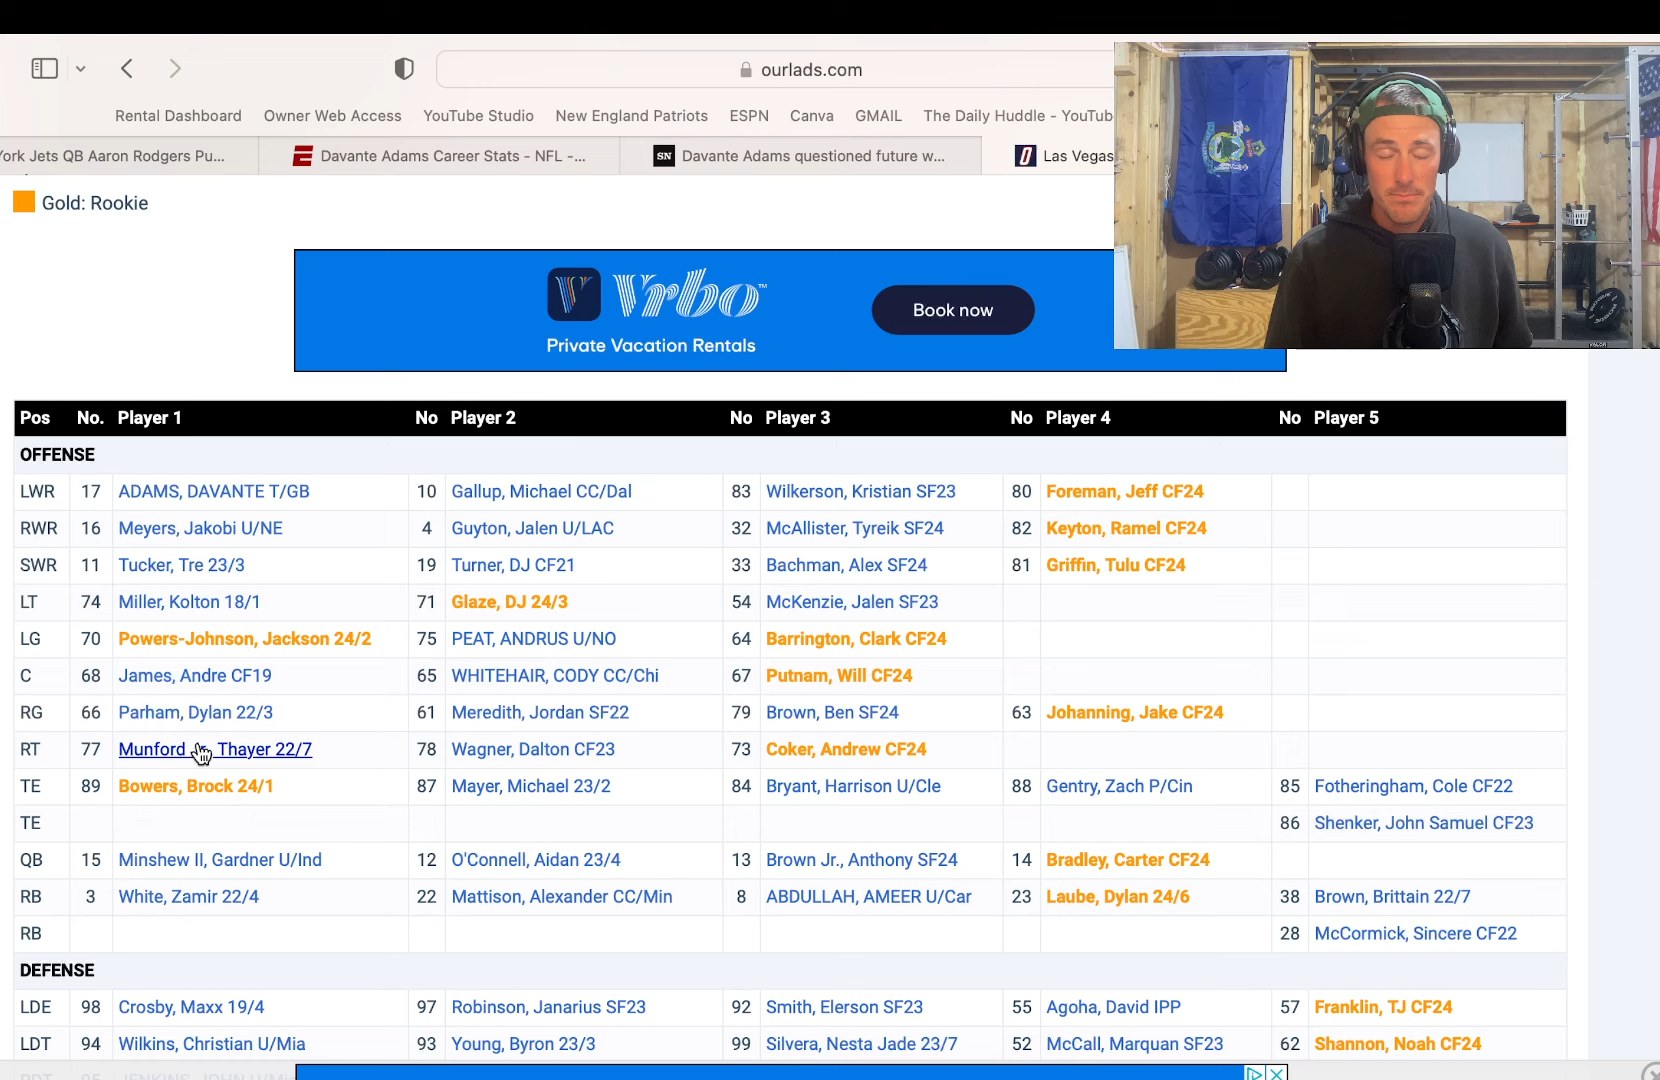 ourlads.com
Rental Dashboard Owner Web Access YouTube Studio New England Patriots ESPN Canva GMAIL The Daily Huddle - YouTub
ork Jets QB Aaron Rodgers Pu... Davante Adams Career Stats - NFL -... SN Davante Adams questioned future w... Las Vegas
Gold: Rookie
Vrbo™
Private Vacation Rentals
Book now
Pos No. Player 1 No Player 2 No Player 3 No Player 4 No Player 5
OFFENSE
LWR 17 ADAMS, DAVANTE T/GB 10 Gallup, Michael CC/Dal 83 Wilkerson, Kristian SF23 80 Foreman, Jeff CF24
RWR 16 Meyers, Jakobi U/NE 4 Guyton, Jalen U/LAC 32 McAllister, Tyreik SF24 82 Keyton, Ramel CF24
SWR 11 Tucker, Tre 23/3 19 Turner, DJ CF21 33 Bachman, Alex SF24 81 Griffin, Tulu CF24
LT 74 Miller, Kolton 18/1 71 Glaze, DJ 24/3 54 McKenzie, Jalen SF23
LG 70 Powers-Johnson, Jackson 24/2 75 PEAT, ANDRUS U/NO 64 Barrington, Clark CF24
C 68 James, Andre CF19 65 WHITEHAIR, CODY CC/Chi 67 Putnam, Will CF24
RG 66 Parham, Dylan 22/3 61 Meredith, Jordan SF22 79 Brown, Ben SF24 63 Johanning, Jake CF24
RT 77 Munford Thayer 22/7 78 Wagner, Dalton CF23 73 Coker, Andrew CF24
TE 89 Bowers, Brock 24/1 87 Mayer, Michael 23/2 84 Bryant, Harrison U/Cle 88 Gentry, Zach P/Cin 85 Fotheringham, Cole CF22
TE 86 Shenker, John Samuel CF23
QB 15 Minshew II, Gardner U/Ind 12 O'Connell, Aidan 23/4 13 Brown Jr., Anthony SF24 14 Bradley, Carter CF24
RB 3 White, Zamir 22/4 22 Mattison, Alexander CC/Min 8 ABDULLAH, AMEER U/Car 23 Laube, Dylan 24/6 38 Brown, Brittain 22/7
RB 28 McCormick, Sincere CF22
DEFENSE
LDE 98 Crosby, Maxx 19/4 97 Robinson, Janarius SF23 92 Smith, Elerson SF23 55 Agoha, David IPP 57 Franklin, TJ CF24
LDT 94 Wilkins, Christian U/Mia 93 Young, Byron 23/3 99 Silvera, Nesta Jade 23/7 52 McCall, Marquan SF23 62 Shannon, Noah CF24